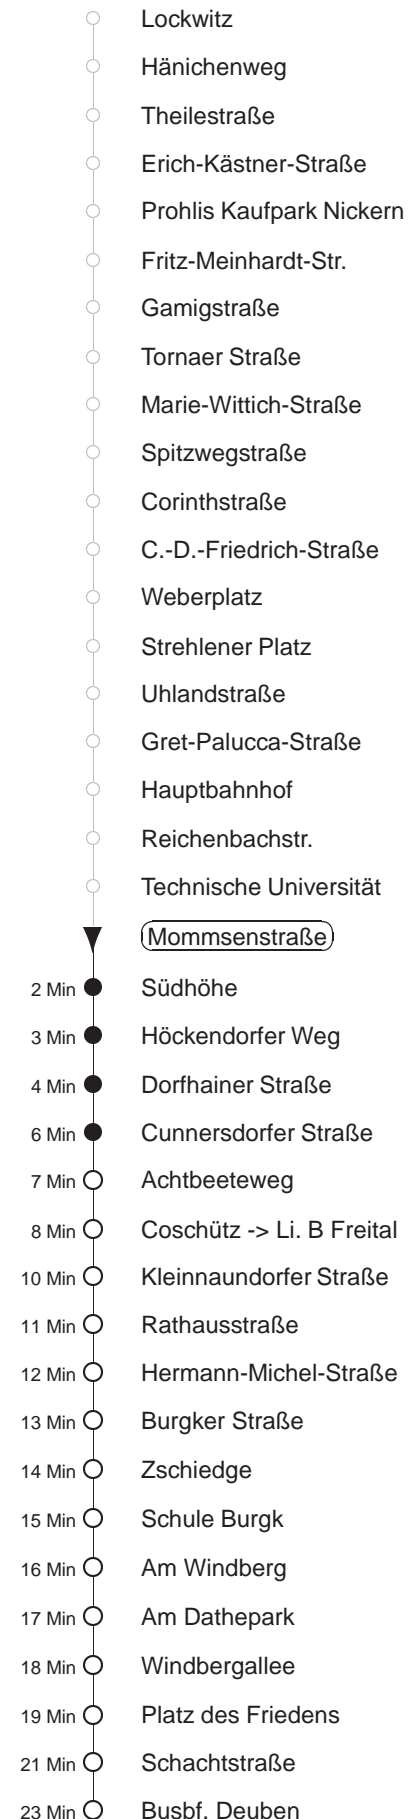 Lockwitz
Hänichenweg
Theilestraße
Erich-Kästner-Straße
Prohlis Kaufpark Nickern
Fritz-Meinhardt-Str.
Gamigstraße
Tornaer Straße
Marie-Wittich-Straße
Spitzwegstraße
Corinthstraße
C.-D.-Friedrich-Straße
Weberplatz
Strehlener Platz
Uhlandstraße
Gret-Palucca-Straße
Hauptbahnhof
Reichenbachstr.
Technische Universität
Mommsenstraße
2 Min Südhöhe
3 Min Höckendorfer Weg
4 Min Dorfhainer Straße
6 Min Cunnersdorfer Straße
7 Min Achtbeeteweg
8 Min Coschütz -> Li. B Freital
10 Min Kleinnaundorfer Straße
11 Min Rathausstraße
12 Min Hermann-Michel-Straße
13 Min Burgker Straße
14 Min Zschiedge
15 Min Schule Burgk
16 Min Am Windberg
17 Min Am Dathepark
18 Min Windbergallee
19 Min Platz des Friedens
21 Min Schachtstraße
23 Min Busbf. Deuben